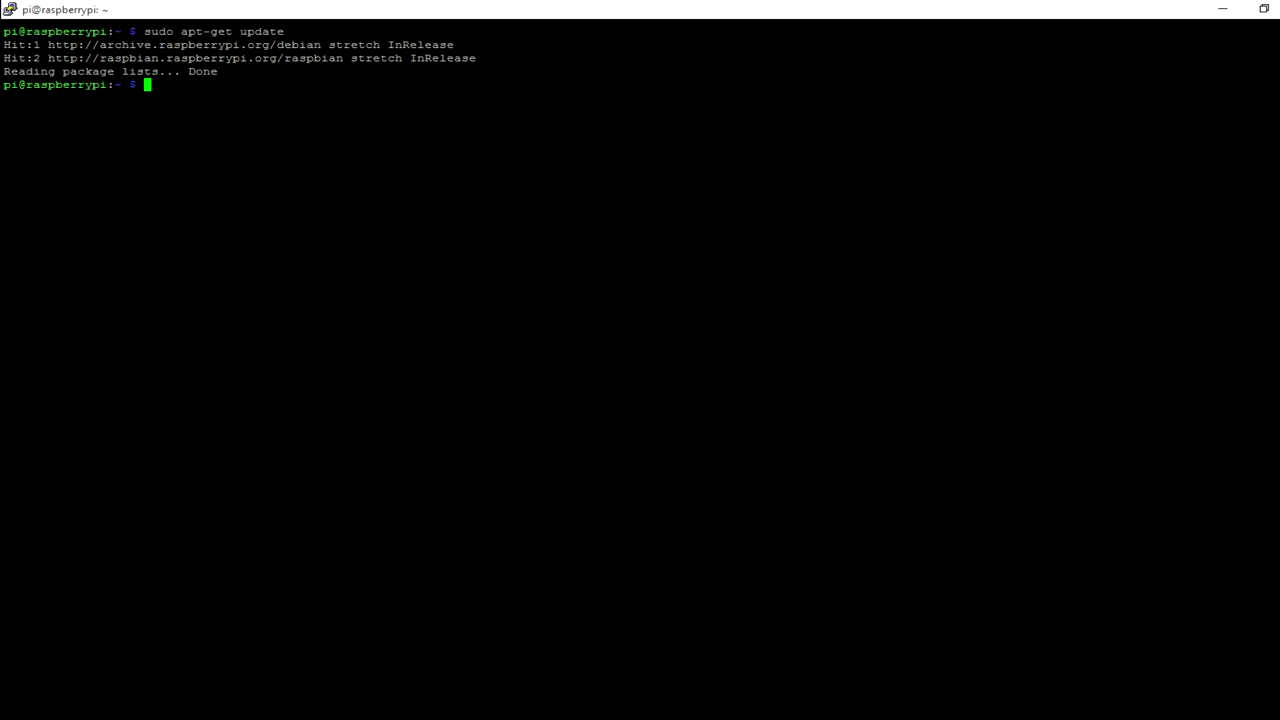 pi@raspberrypi: ~
pi@raspberrypi:~ $ sudo apt-get update
Hit:1 http://archive.raspberrypi.org/debian stretch InRelease
Hit:2 http://raspbian.raspberrypi.org/raspbian stretch InRelease
Reading package lists... Done
pi@raspberrypi:~ $